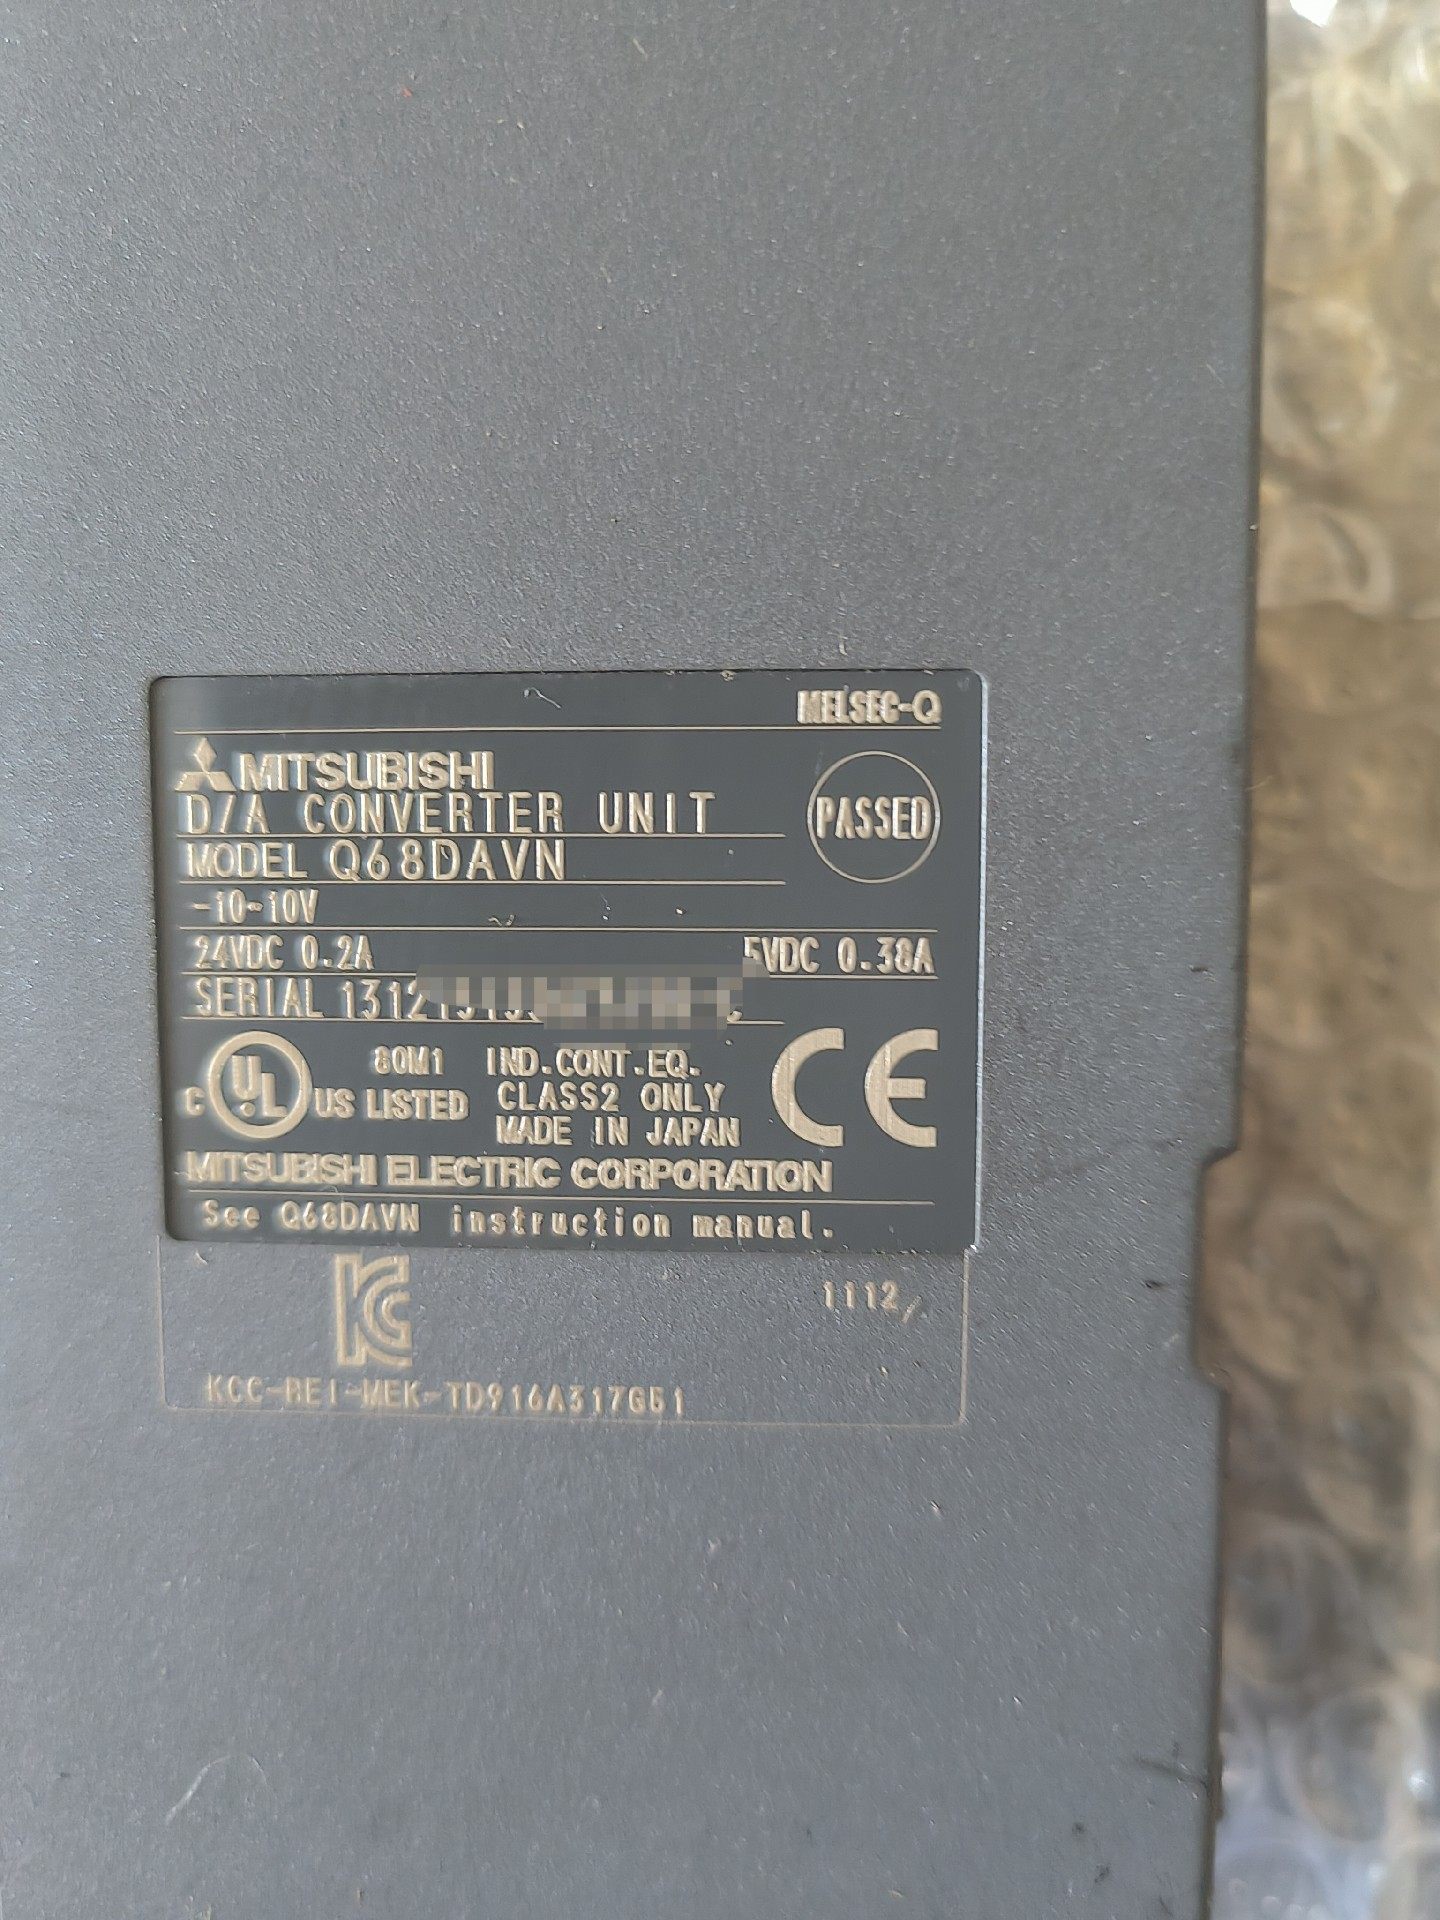 MELSEC-Q
MITSUBISHI
D/A CONVERTER UNIT
PASSED
MODEL Q68DAVN
-10~10V
24VDC 0.2A 5VDC 0.38A
SERIAL
80M1 IND.CONT.EQ.
C UL US LISTED CLASS2 ONLY
MADE IN JAPAN
CE
MITSUBISHI ELECTRIC CORPORATION
See Q68DAVN instruction manual.
KC
1112
KCC-REI-MEK-TD916A317G51